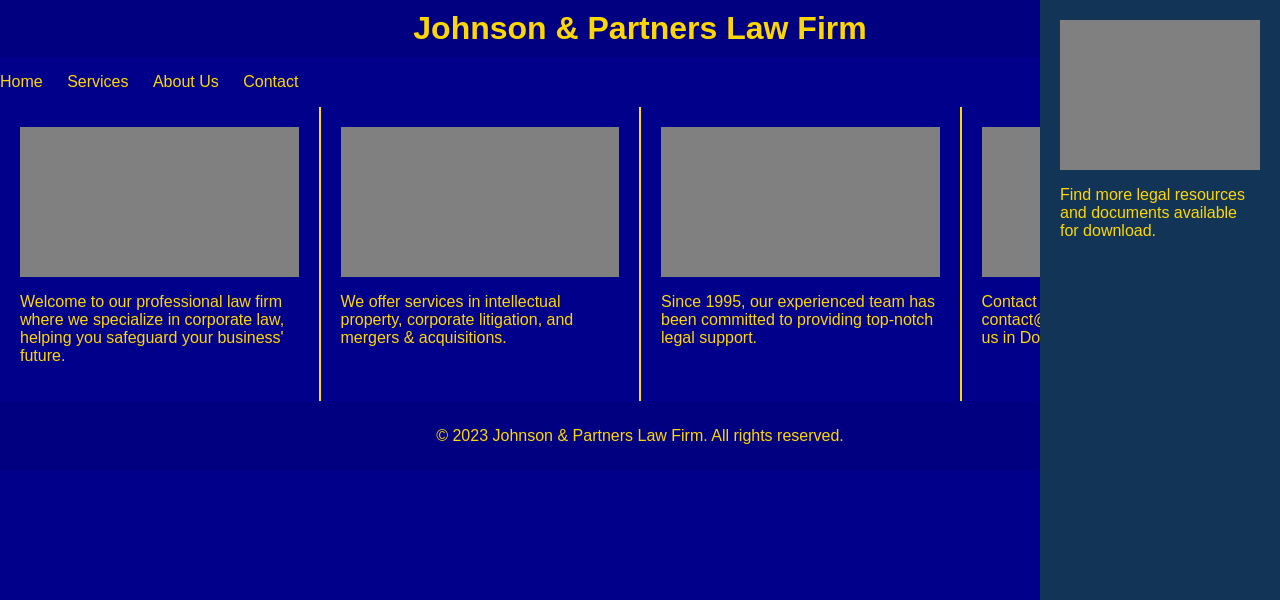 Johnson & Partners Law Firm
Home Services About Us Contact
Welcome to our professional law firm
where we specialize in corporate law,
helping you safeguard your business'
future.
We offer services in intellectual
property, corporate litigation, and
mergers & acquisitions.
Since 1995, our experienced team has
been committed to providing top-notch
legal support.
Contact
contact@
us in Do
Find more legal resources
and documents available
for download.
© 2023 Johnson & Partners Law Firm. All rights reserved.